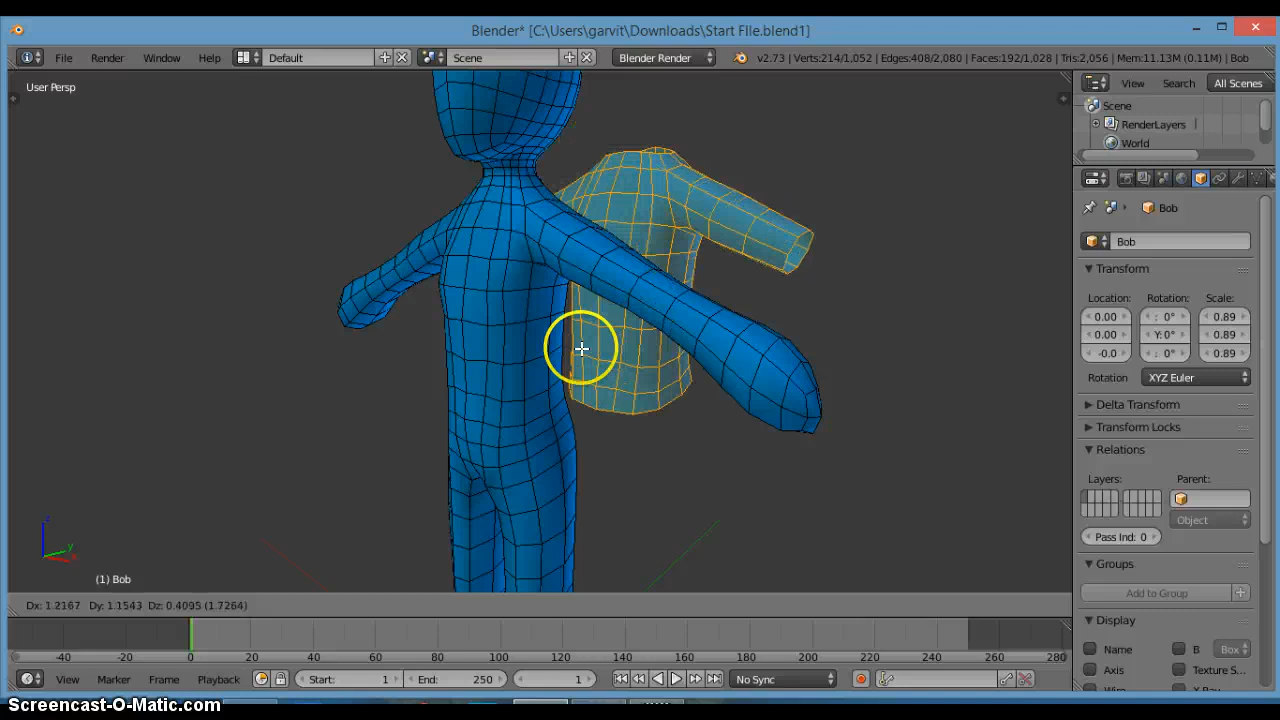 Blender* [C:\Users\garvit\Downloads\Start FIle.blend1]
File Render Window Help Default Scene Blender Render v2.73 | Verts:214/1,052 | Edges:408/2,080 | Faces:192/1,028 | Tris:2,056 | Mem:11.13M (0.11M) | Bob
User Persp
View Search All Scenes
Scene
RenderLayers
World
Bob
Bob
Transform
Location: Rotation: Scale:
0.00 : 0° 0.89
0.00 Y: 0° 0.89
-0.0 : 0° 0.89
Rotation XYZ Euler
Delta Transform
Transform Locks
Relations
Layers: Parent:
Object
Pass Ind: 0
Groups
Add to Group
Display
Name B Box
Axis Texture S...
(1) Bob
Dx: 1.2167 Dy: 1.1543 Dz: 0.4095 (1.7264)
-40 -20 0 20 40 60 80 100 120 140 160 180 200 220 240 260 280
View Marker Frame Playback Start: 1 End: 250 1 No Sync
Screencast-O-Matic.com